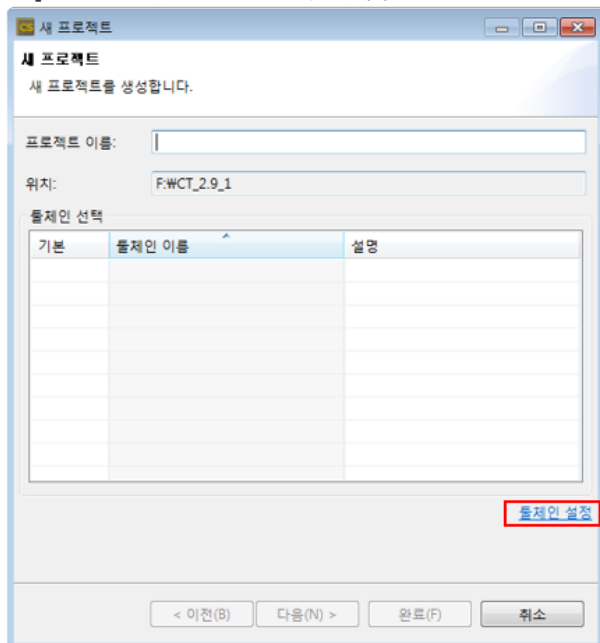 CS 새 프로젝트
새 프로젝트
새 프로젝트를 생성합니다.
프로젝트 이름:
위치: F:₩CT_2.9_1
툴체인 선택
기본 툴체인 이름 설명
툴체인 설정
< 이전(B) 다음(N) > 완료(F) 취소